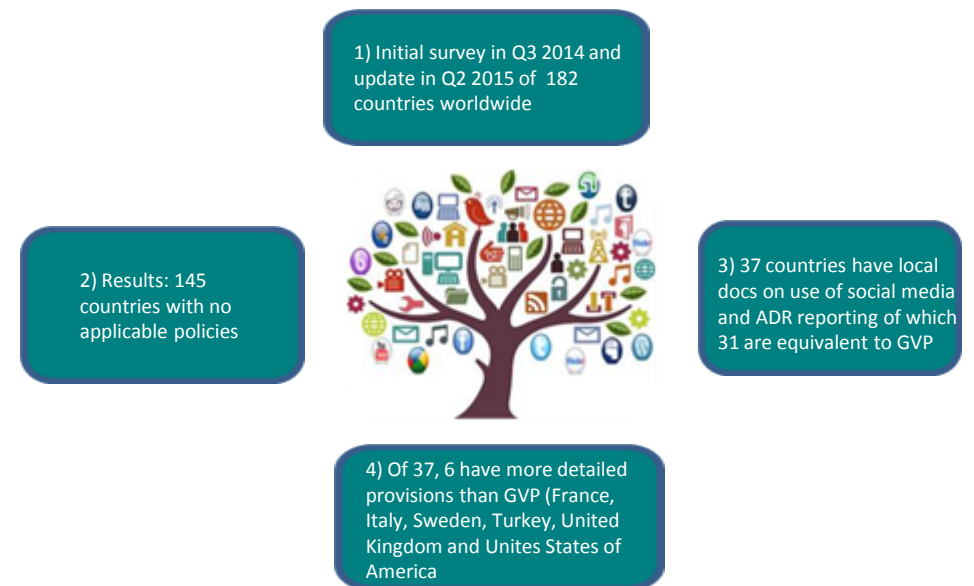 1) Initial survey in Q3 2014 and
update in Q2 2015 of 182
countries worldwide
2) Results: 145
countries with no
applicable policies
3) 37 countries have local
docs on use of social media
and ADR reporting of which
31 are equivalent to GVP
4) Of 37, 6 have more detailed
provisions than GVP (France,
Italy, Sweden, Turkey, United
Kingdom and Unites States of
America